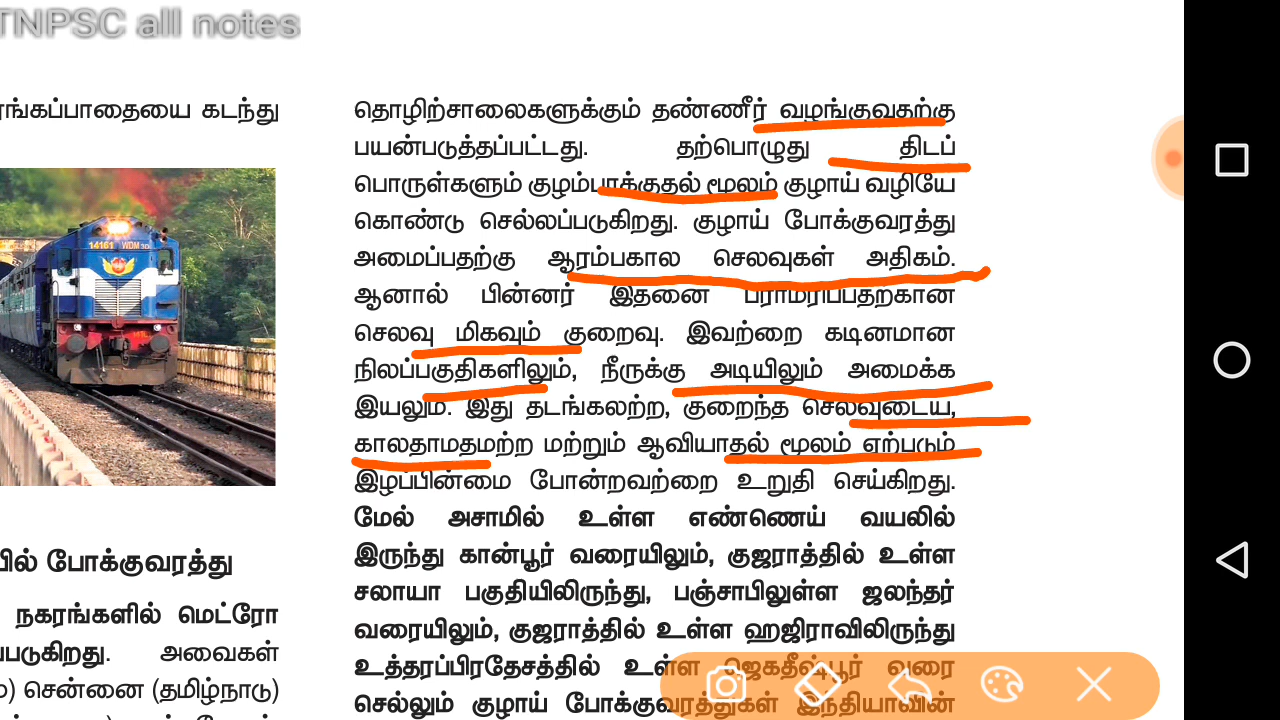 TNPSC all notes
ரங்கப்பாதையை கடந்து
14161 WDM 3D
யில் போக்குவரத்து
நகரங்களில் மெட்ரோ
படுகிறது. அவைகள்
சென்னை (தமிழ்நாடு)
தொழிற்சாலைகளுக்கும் தண்ணீர் வழங்குவதற்கு
பயன்படுத்தப்பட்டது. தற்பொழுது திடப்
பொருள்களும் குழம்பாக்குதல் மூலம் குழாய் வழியே
கொண்டு செல்லப்படுகிறது. குழாய் போக்குவரத்து
அமைப்பதற்கு ஆரம்பகால செலவுகள் அதிகம்.
ஆனால் பின்னர் இதனை பராமரிப்பதற்கான
செலவு மிகவும் குறைவு. இவற்றை கடினமான
நிலப்பகுதிகளிலும், நீருக்கு அடியிலும் அமைக்க
இயலும். இது தடங்கலற்ற, குறைந்த செலவுடைய,
காலதாமதமற்ற மற்றும் ஆவியாதல் மூலம் ஏற்படும்
இழப்பின்மை போன்றவற்றை உறுதி செய்கிறது.
மேல் அசாமில் உள்ள எண்ணெய் வயலில்
இருந்து கான்பூர் வரையிலும், குஜராத்தில் உள்ள
சலாயா பகுதியிலிருந்து, பஞ்சாபிலுள்ள ஜலந்தர்
வரையிலும், குஜராத்தில் உள்ள ஹஜிராவிலிருந்து
உத்தரப்பிரதேசத்தில் உள்ள ஜெகதீஷ்பூர் வரை
செல்லும் குழாய் போக்குவரத்துகள் இந்தியாவின்